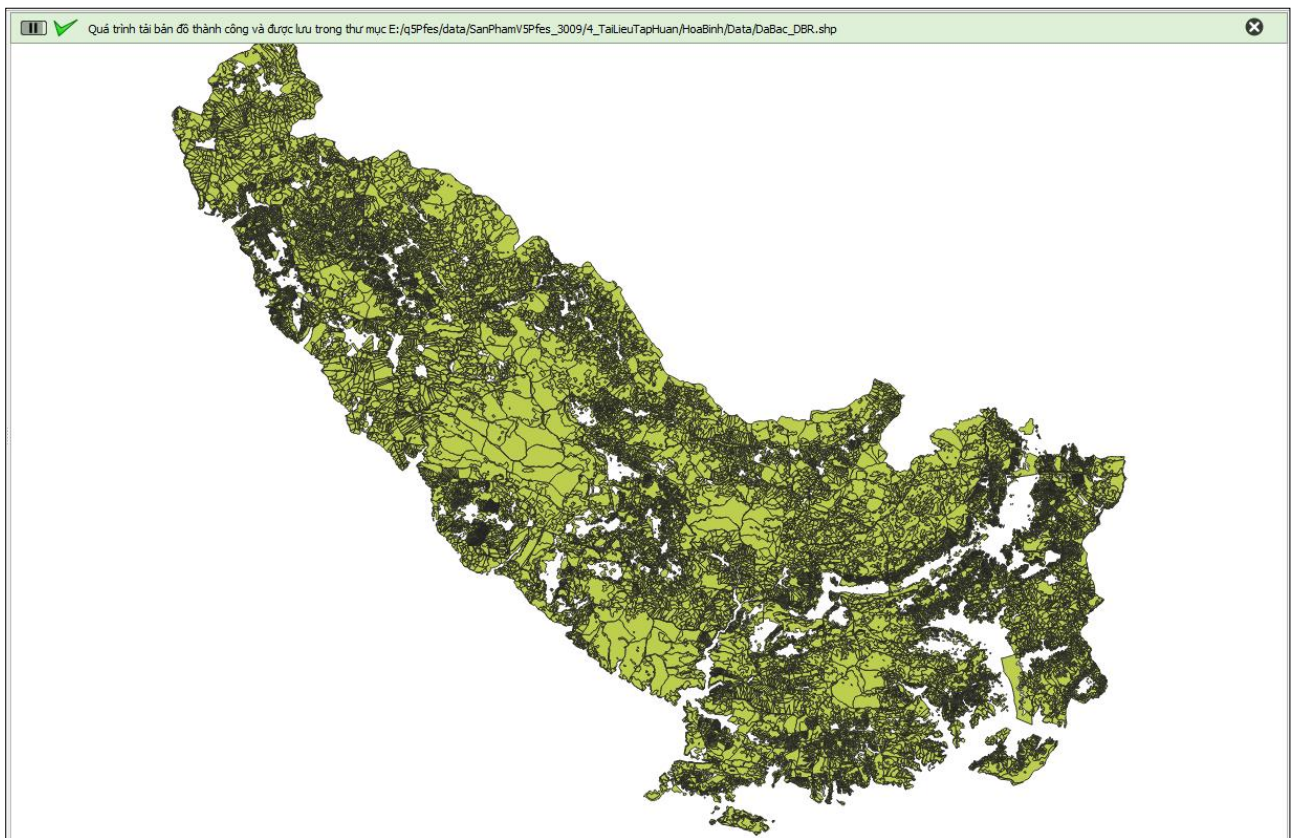 Quá trình tải bản đồ thành công và được lưu trong thư mục E:/q5Pfes/data/SanPhamV5Pfes_3009/4_TaiLieuTapHuan/HoaBinh/Data/DaBac_DBR.shp